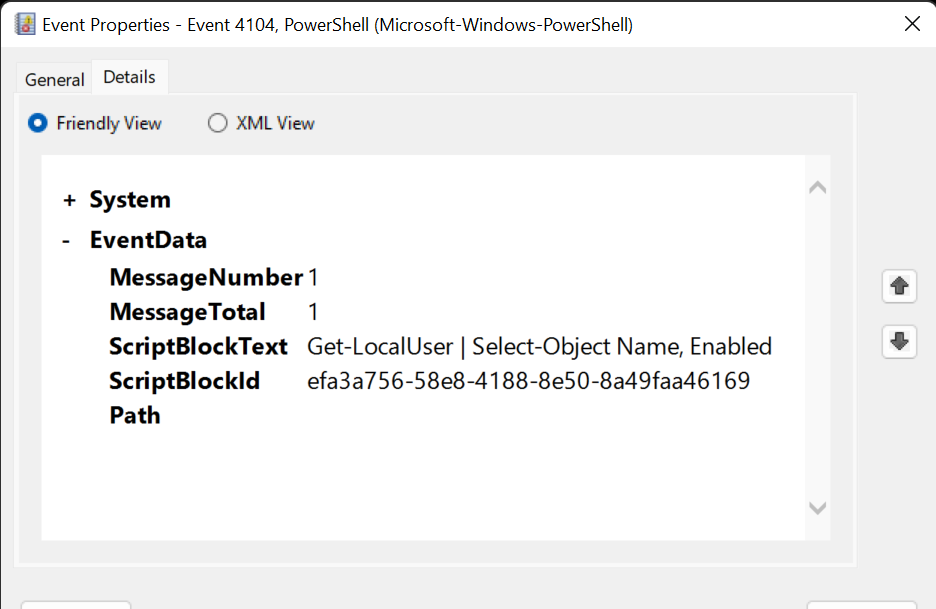 Event Properties - Event 4104, PowerShell (Microsoft-Windows-PowerShell)
General
Details
Friendly View
XML View
+ System
- EventData
MessageNumber 1
MessageTotal 1
ScriptBlockText Get-LocalUser | Select-Object Name, Enabled
ScriptBlockId efa3a756-58e8-4188-8e50-8a49faa46169
Path